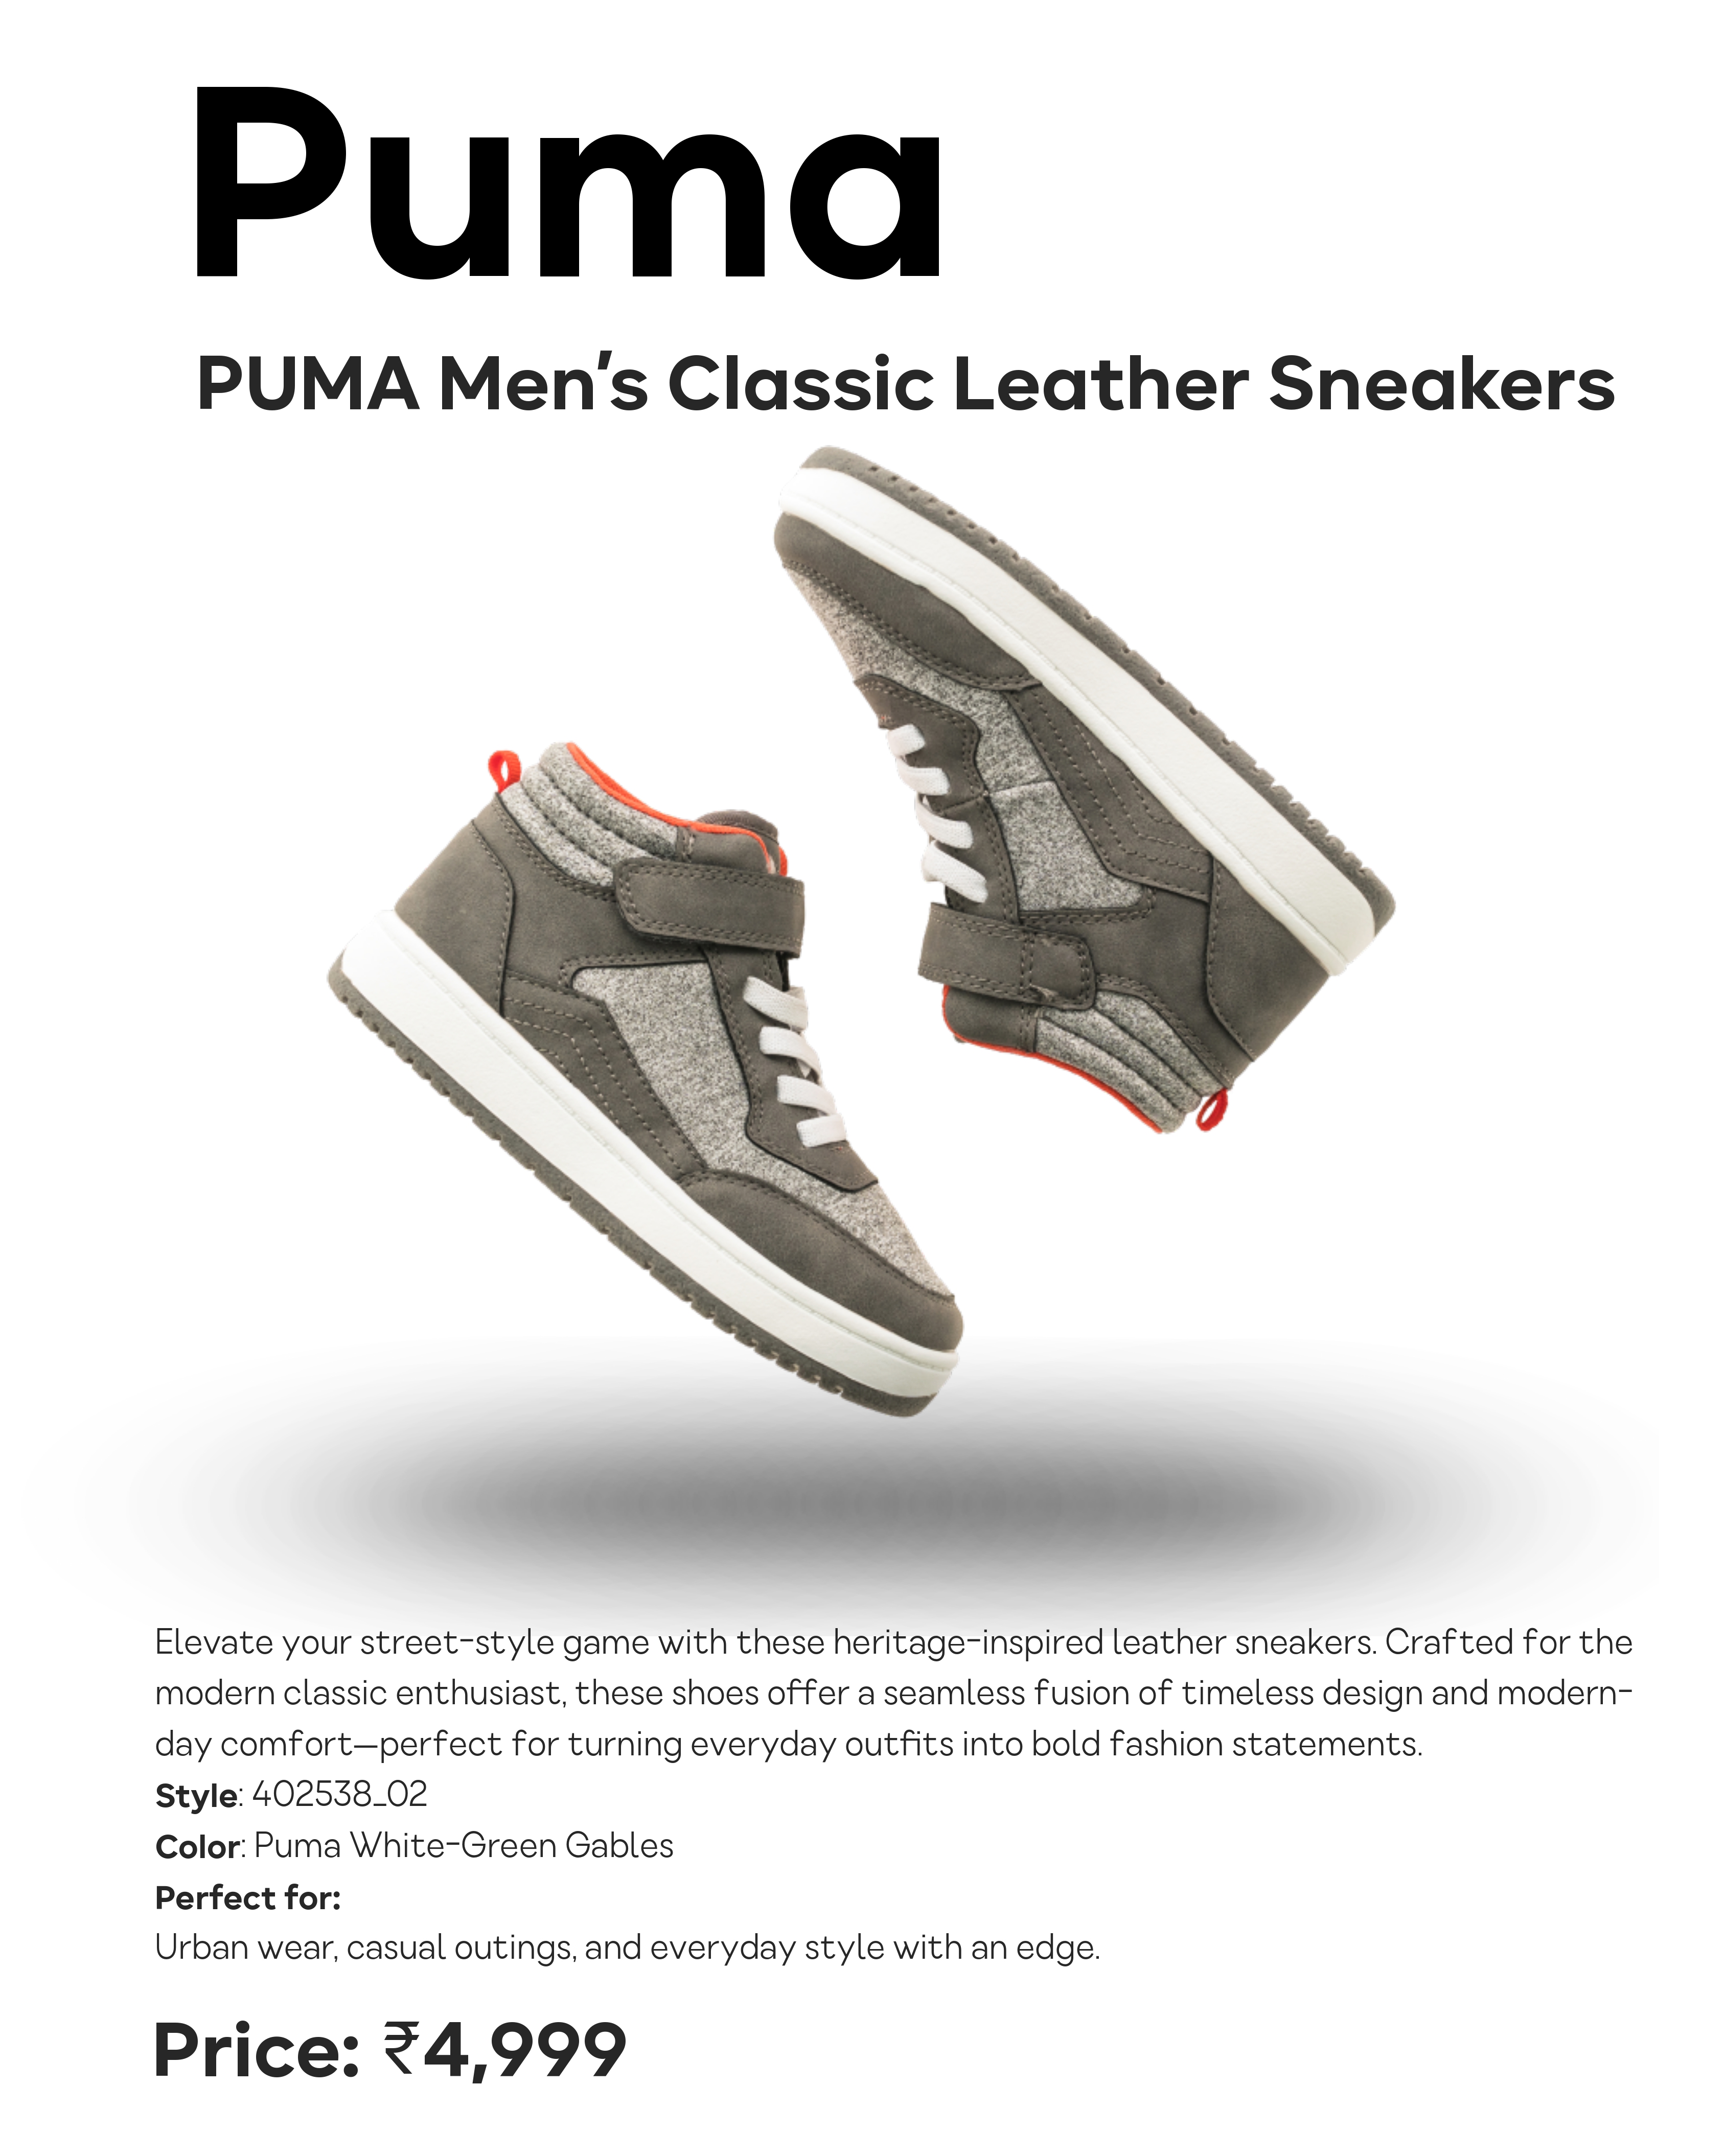 Puma
PUMA Men's Classic Leather Sneakers
Elevate your street-style game with these heritage-inspired leather sneakers. Crafted for the
modern classic enthusiast, these shoes offer a seamless fusion of timeless design and modern-
day comfort—perfect for turning everyday outfits into bold fashion statements.
Style: 402538_02
Color: Puma White-Green Gables
Perfect for:
Urban wear, casual outings, and everyday style with an edge.
Price: ₹4,999